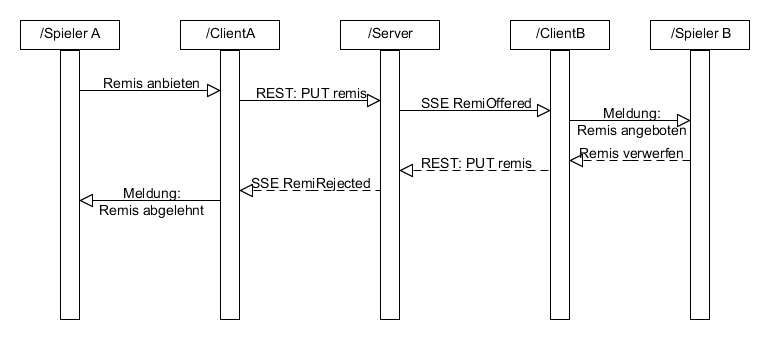 /Spieler A
/ClientA
/Server
/ClientB
/Spieler B
Remis anbieten
REST: PUT remis
SSE RemiOffered
Meldung:
Remis angeboten
Remis verwerfen
REST: PUT remis
SSE RemiRejected
Meldung:
Remis abgelehnt